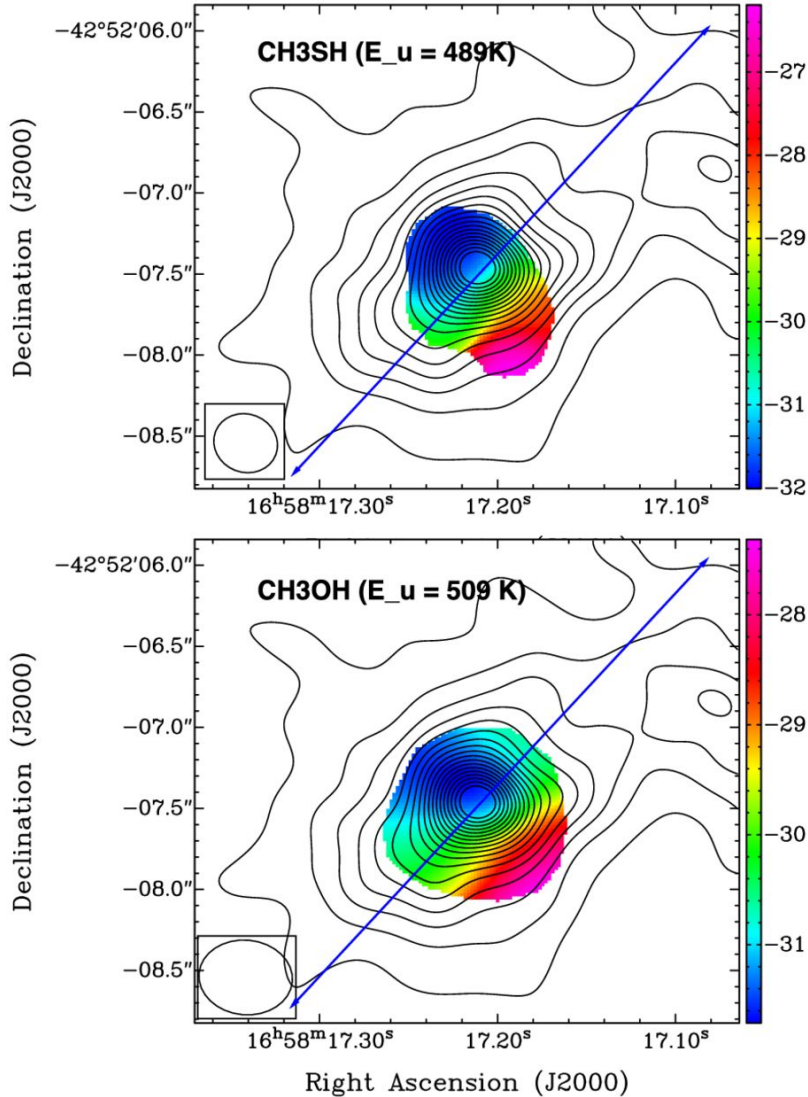 −42°52′06.00″
−06.5″
−07.0″
−07.5″
−08.0″
−08.5″
Declination (J2000)
CH3SH (E_u = 489K)
16ʰ58ᵐ17.30ˢ
17.20ˢ
17.10ˢ
−27
−28
−29
−30
−31
−32
−42°52′06.00″
−06.5″
−07.0″
−07.5″
−08.0″
−08.5″
Declination (J2000)
CH3OH (E_u = 509 K)
16ʰ58ᵐ17.30ˢ
17.20ˢ
17.10ˢ
Right Ascension (J2000)
−28
−29
−30
−31